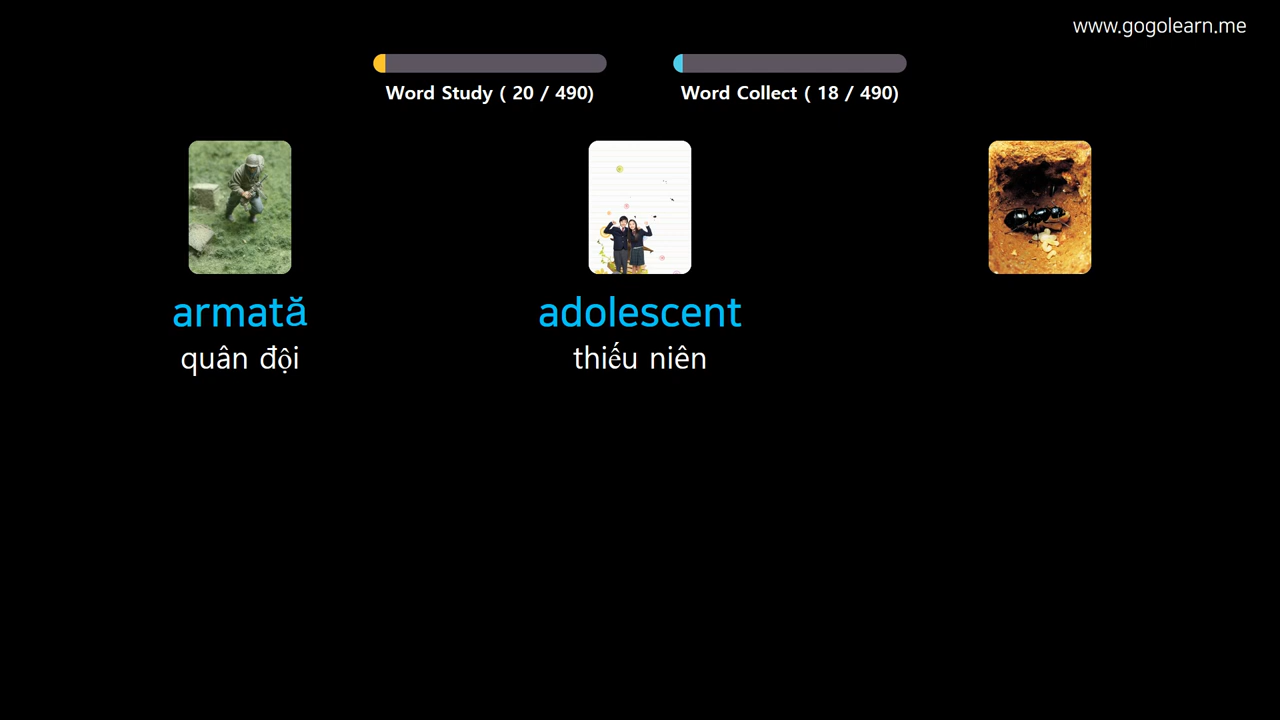 www.gogolearn.me
Word Study ( 20 / 490)
Word Collect ( 18 / 490)
armată
quân đội
adolescent
thiếu niên